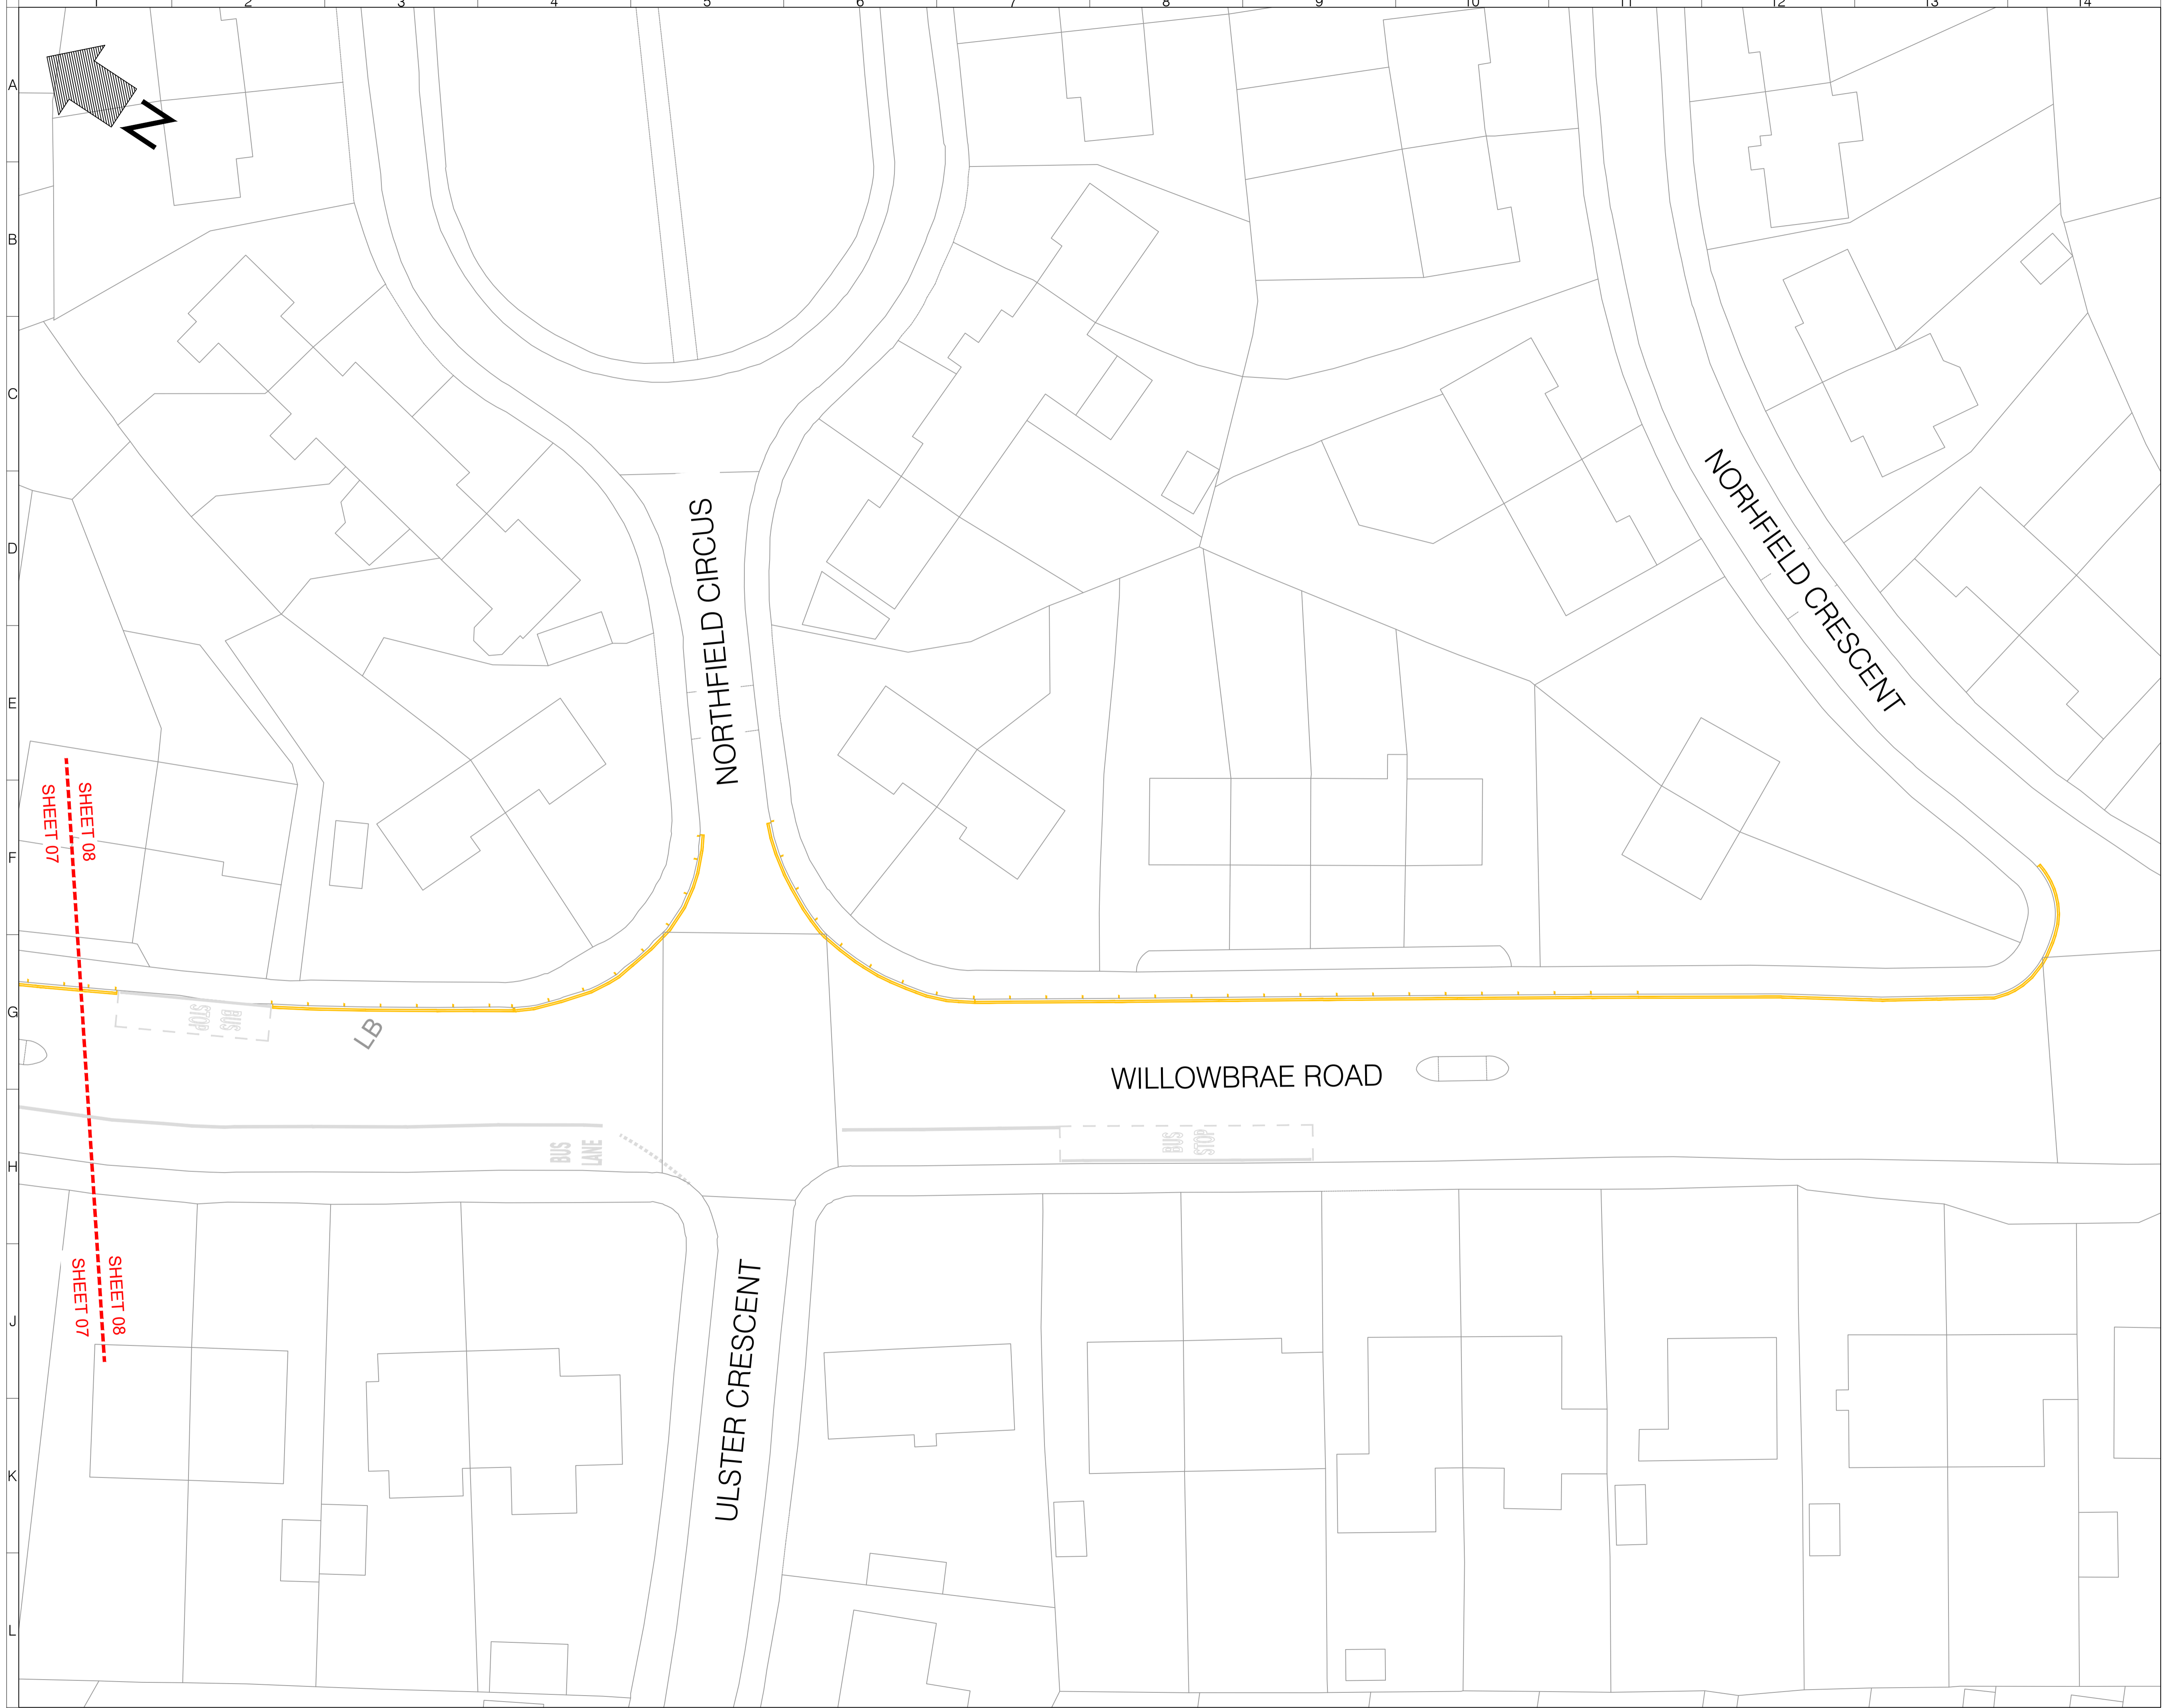 1 2 3 4 5 6 7 8 9 10 11 12 13 14
A
N
B
C
D
E
F
G
H
J
K
L
NORTHFIELD CIRCUS
NORHFIELD CRESCENT
SHEET 07
SHEET 08
BUS
STOP
LB
WILLOWBRAE ROAD
BUS
LANE
BUS
STOP
SHEET 07
SHEET 08
ULSTER CRESCENT